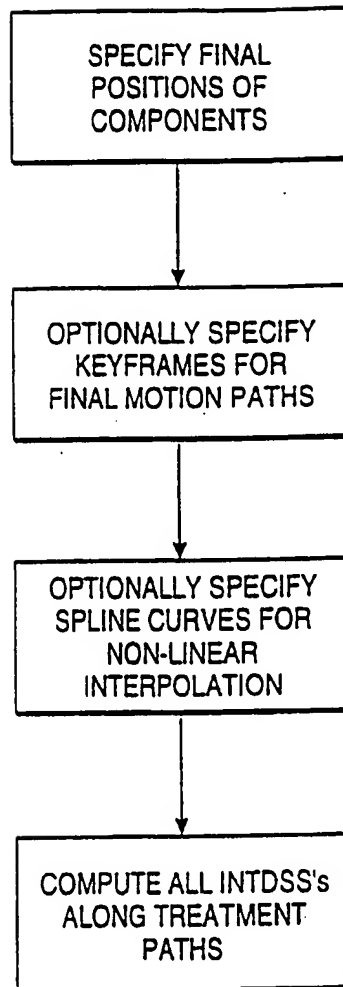 SPECIFY FINAL
POSITIONS OF
COMPONENTS
OPTIONALLY SPECIFY
KEYFRAMES FOR
FINAL MOTION PATHS
OPTIONALLY SPECIFY
SPLINE CURVES FOR
NON-LINEAR
INTERPOLATION
COMPUTE ALL INTDSS's
ALONG TREATMENT
PATHS